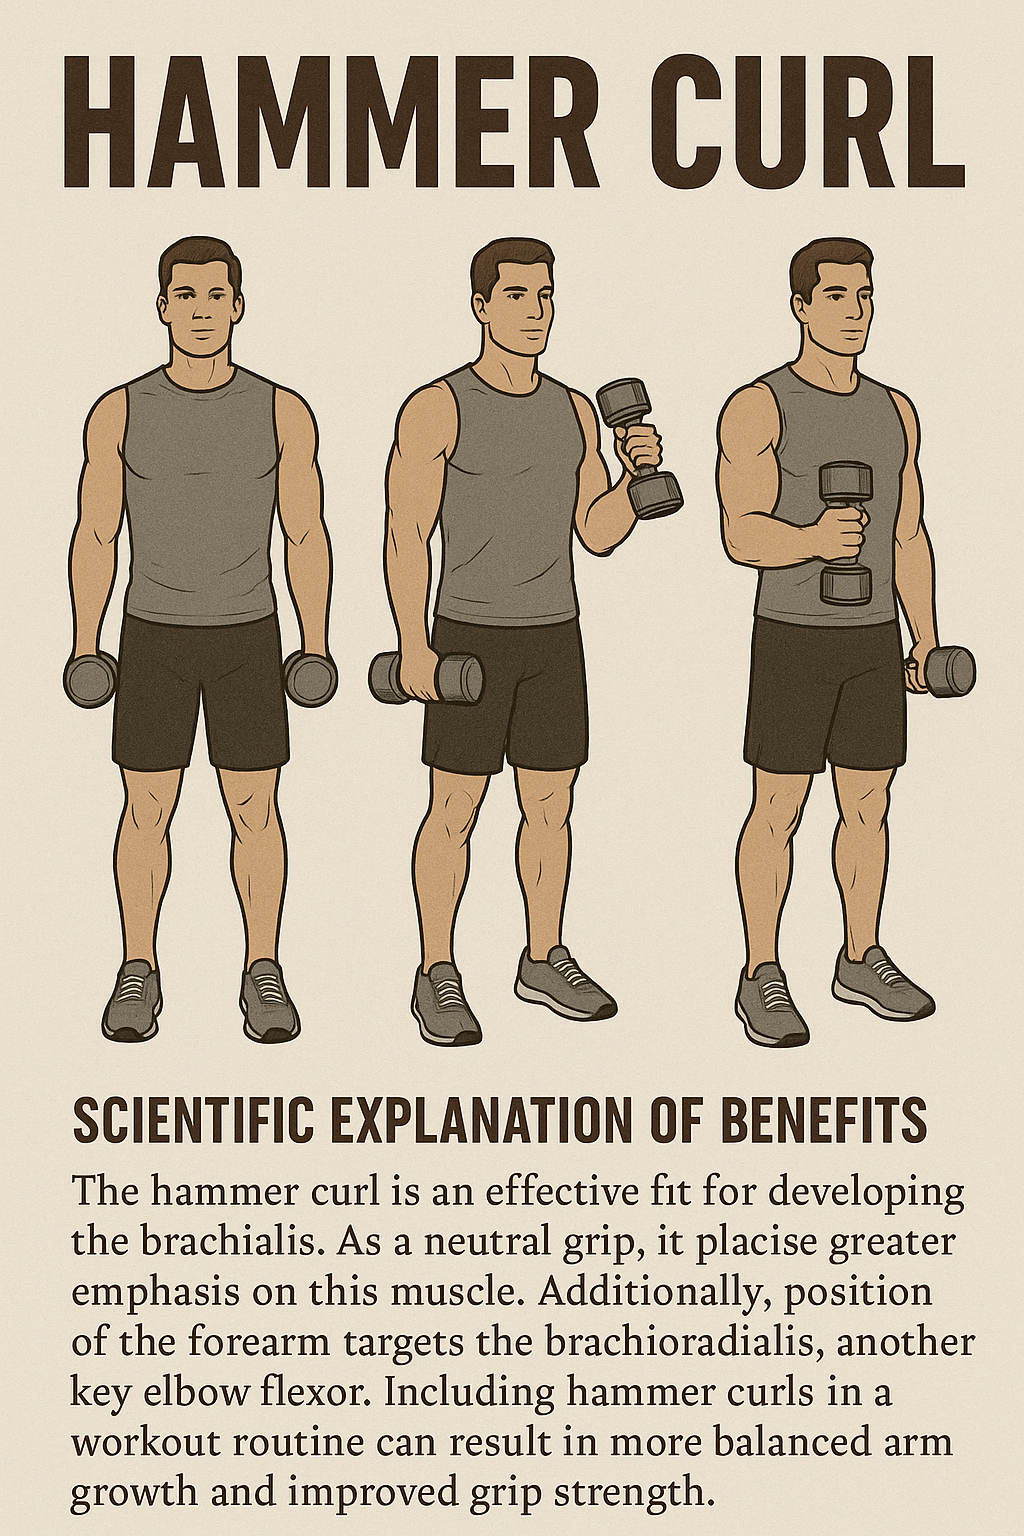 HAMMER CURL
SCIENTIFIC EXPLANATION OF BENEFITS
The hammer curl is an effective fit for developing
the brachialis. As a neutral grip, it placise greater
emphasis on this muscle. Additionally, position
of the forearm targets the brachioradialis, another
key elbow flexor. Including hammer curls in a
workout routine can result in more balanced arm
growth and improved grip strength.